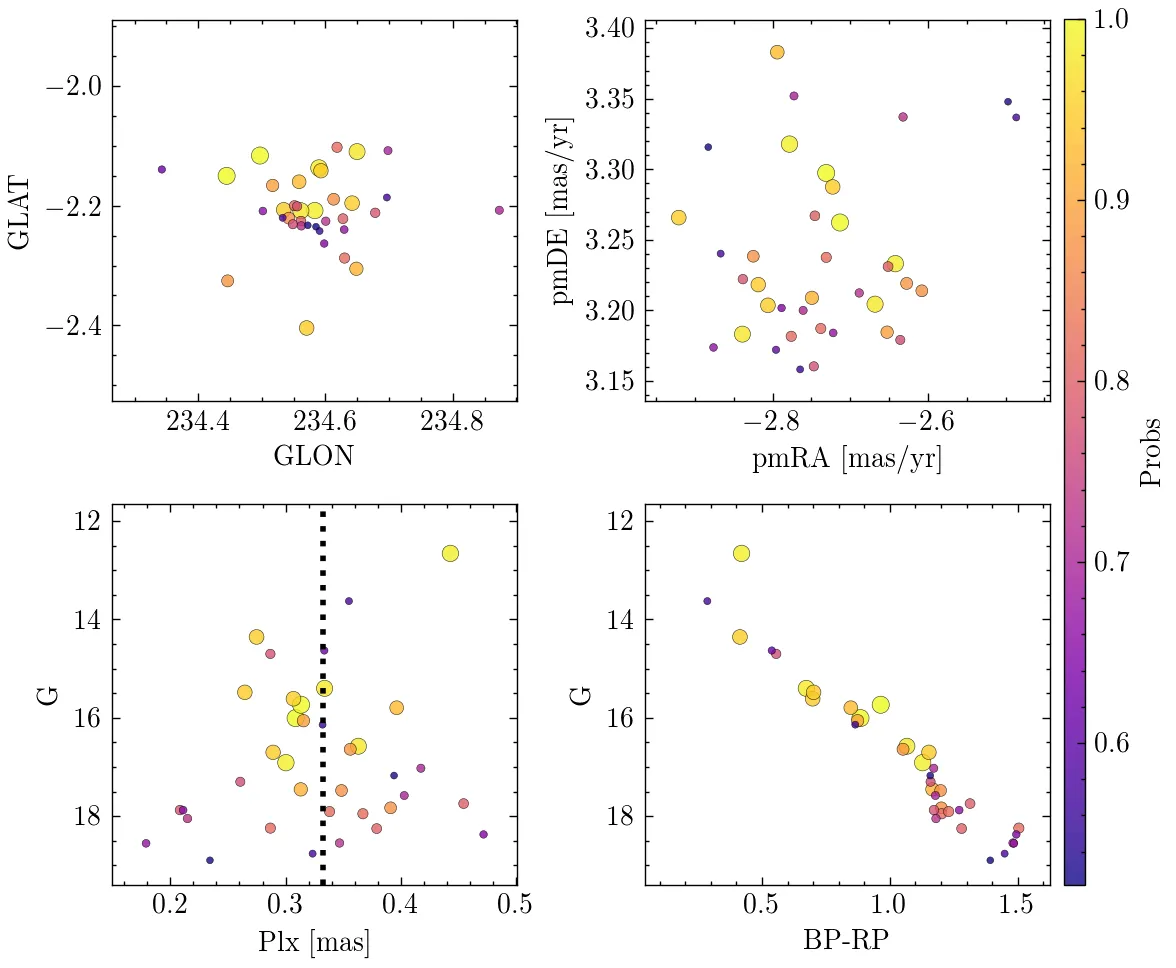 −2.0
−2.2
−2.4
GLAT
234.4 234.6 234.8
GLON
3.40
3.35
3.30
3.25
3.20
3.15
pmDE [mas/yr]
−2.8 −2.6
pmRA [mas/yr]
1.0
0.9
0.8
0.7
0.6
Probs
12
14
16
18
G
0.2 0.3 0.4 0.5
Plx [mas]
12
14
16
18
G
0.5 1.0 1.5
BP-RP